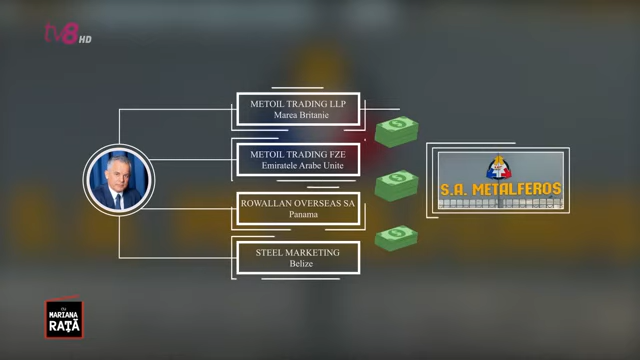 tv8 HD
METOIL TRADING LLP
Marea Britanie
METOIL TRADING FZE
Emiratele Arabe Unite
ROWALLAN OVERSEAS SA
Panama
STEEL MARKETING
Belize
S.A. METALFEROS
MARIANA
RAȚĂ